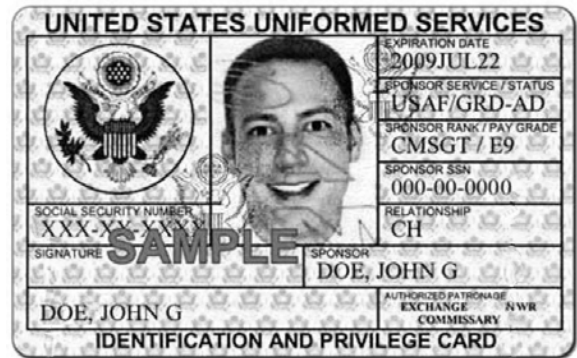 UNITED STATES UNIFORMED SERVICES
EXPIRATION DATE
2009JUL22
SPONSOR SERVICE / STATUS
USAF/GRD-AD
SPONSOR RANK / PAY GRADE
CMSGT / E9
SPONSOR SSN
000-00-0000
SOCIAL SECURITY NUMBER
XXX-XX-XXXX
RELATIONSHIP
CH
SIGNATURE
SAMPLE
SPONSOR
DOE, JOHN G
DOE, JOHN G
AUTHORIZED PATRONAGE
EXCHANGE NWR
COMMISSARY
IDENTIFICATION AND PRIVILEGE CARD